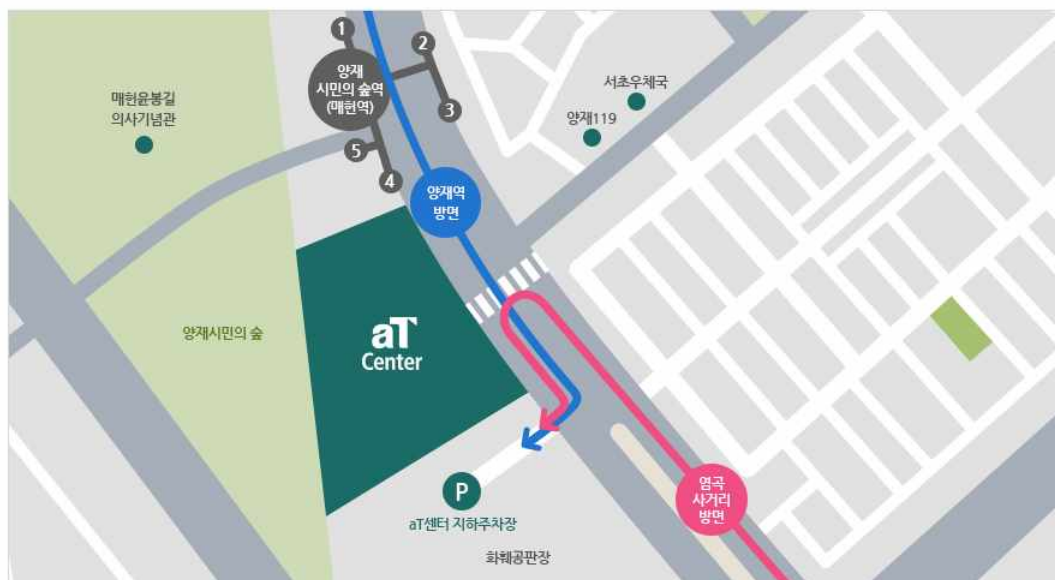 1
2
양재
시민의 숲역
(매헌역)
3
5
4
매헌윤봉길
의사기념관
서초우체국
양재119
양재역
방면
양재시민의 숲
aT
Center
염곡
사거리
방면
P
aT센터 지하주차장
화훼공판장